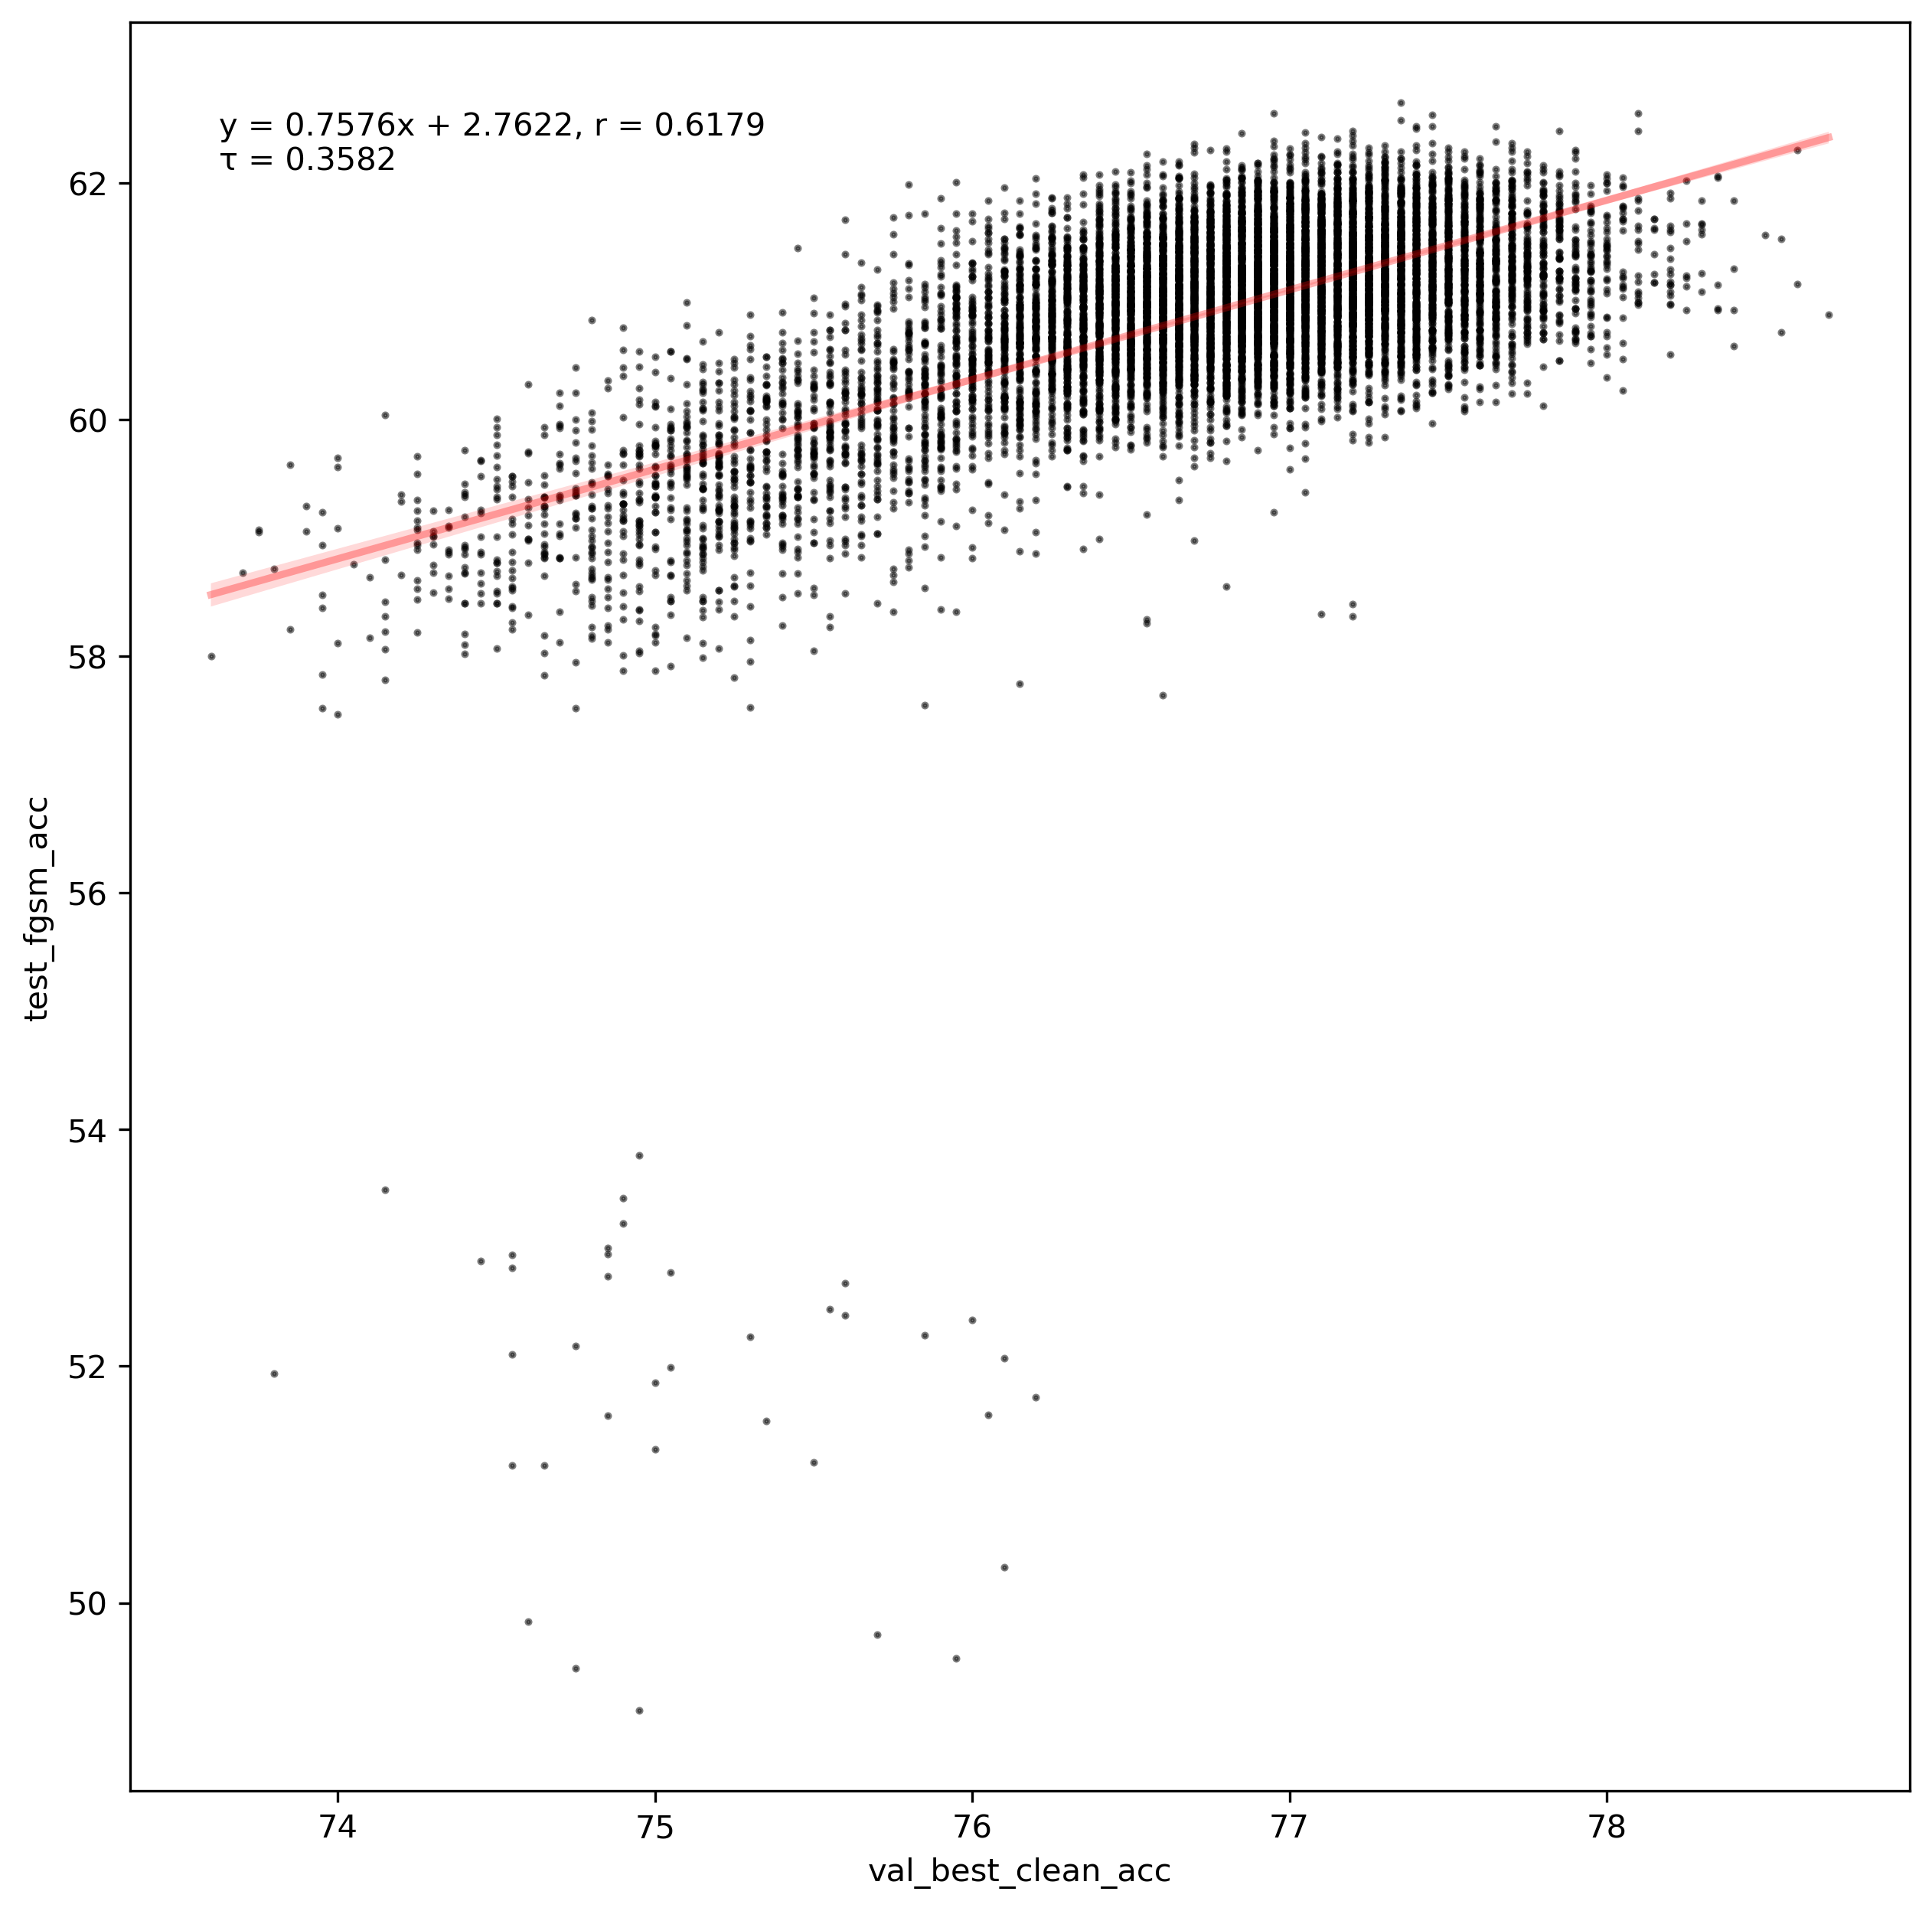 y = 0.7576x + 2.7622, r = 0.6179
τ = 0.3582
62
60
58
56
54
52
50
test_fgsm_acc
74 75 76 77 78
val_best_clean_acc